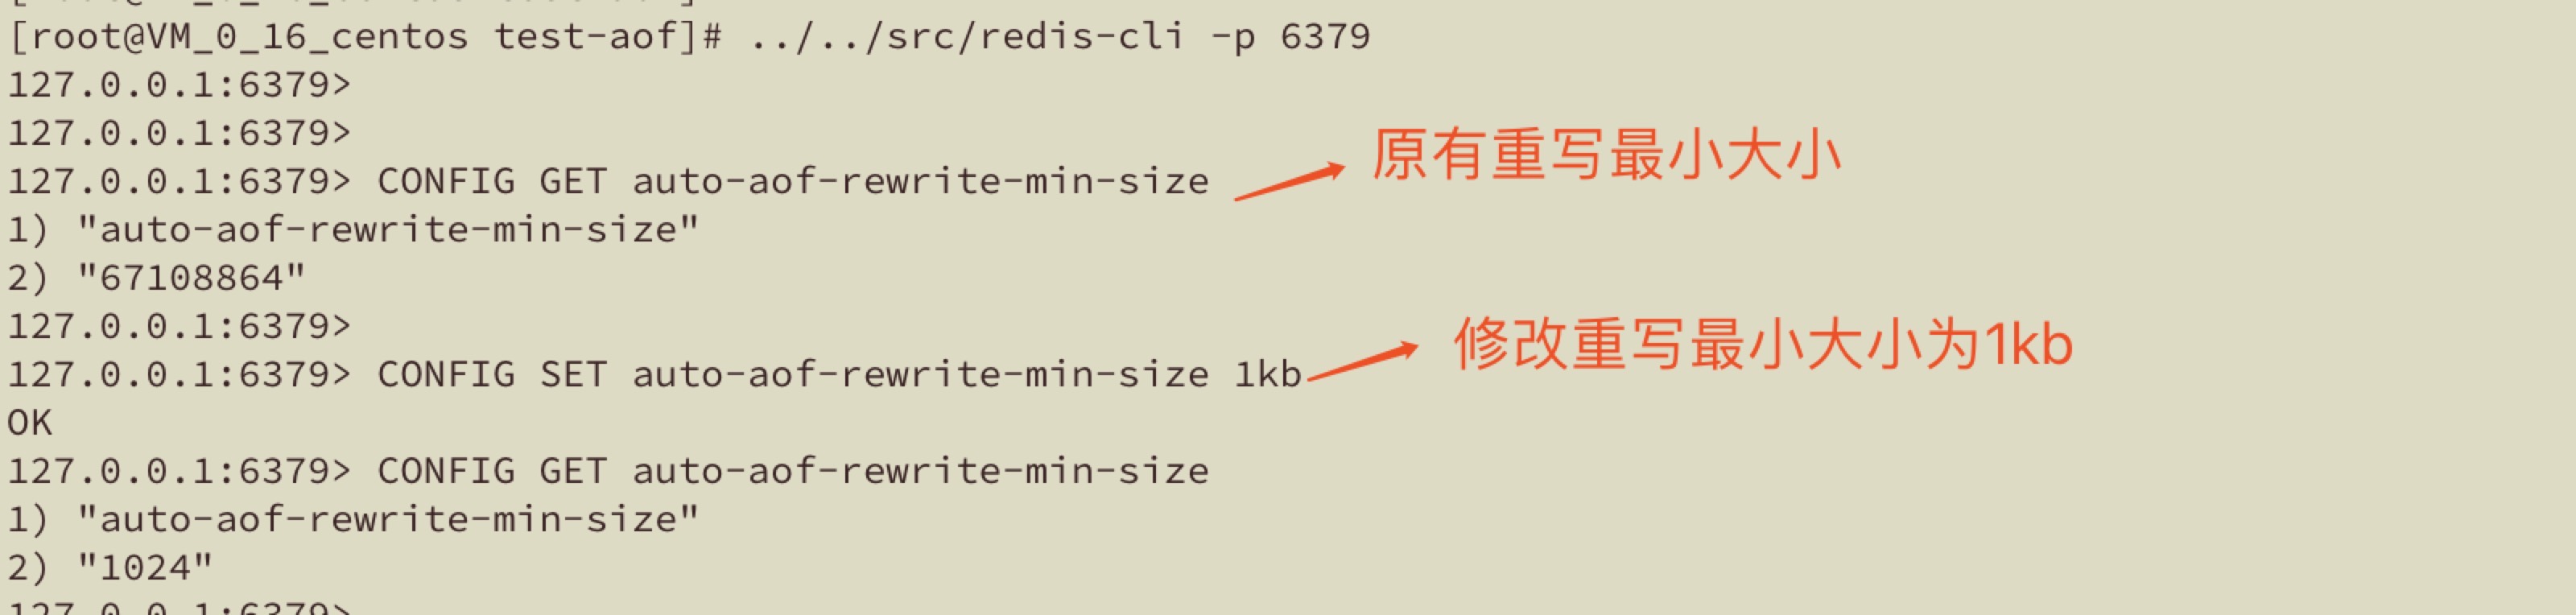 [root@VM_0_16_centos test-aof]# ../../src/redis-cli -p 6379
127.0.0.1:6379>
127.0.0.1:6379>
127.0.0.1:6379> CONFIG GET auto-aof-rewrite-min-size
原有重写最小大小
1) "auto-aof-rewrite-min-size"
2) "67108864"
127.0.0.1:6379>
127.0.0.1:6379> CONFIG SET auto-aof-rewrite-min-size 1kb
修改重写最小大小为1kb
OK
127.0.0.1:6379> CONFIG GET auto-aof-rewrite-min-size
1) "auto-aof-rewrite-min-size"
2) "1024"
127.0.0.1:6379>